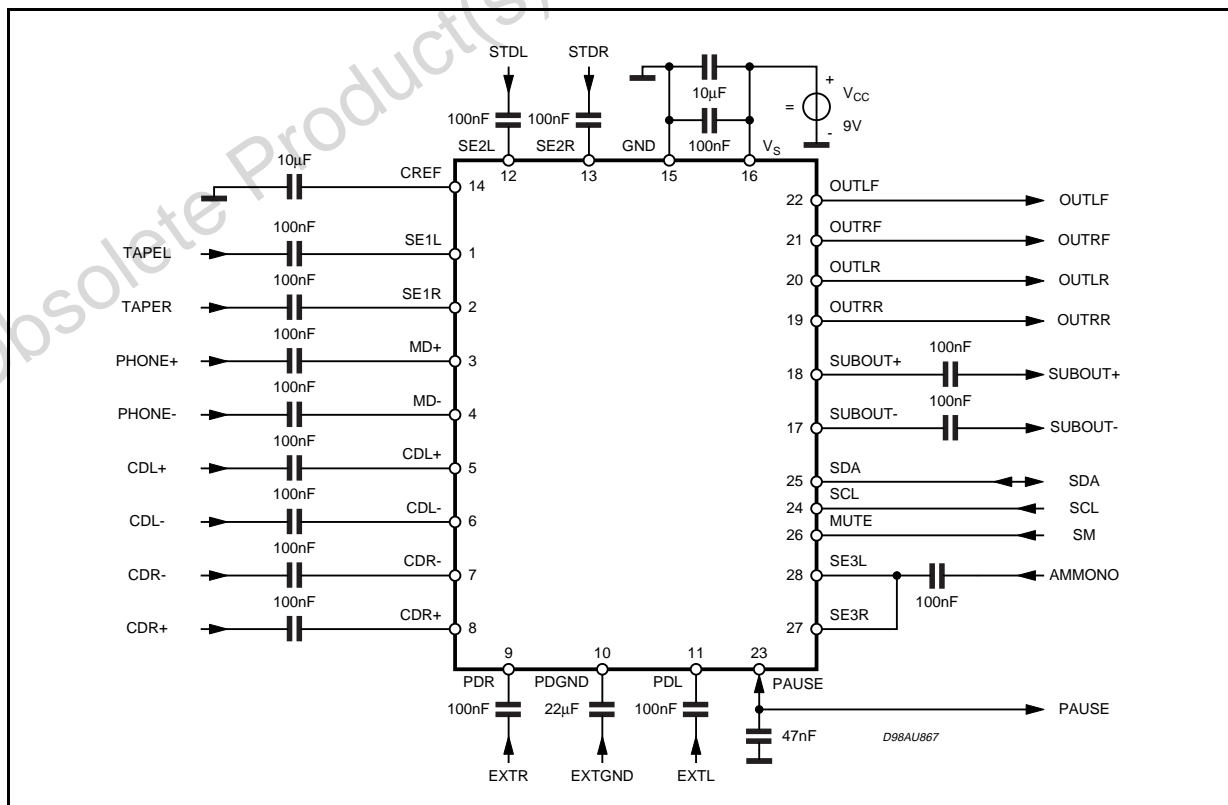 Obsolete Product(s)
STDL STDR
10µF
+
VCC
=
9V
-
100nF 100nF
100nF
SE2L SE2R GND VS
12 13 15 16
10µF CREF 14
22 OUTLF OUTLF
100nF
TAPEL SE1L 1
21 OUTRF OUTRF
100nF
TAPER SE1R 2
20 OUTLR OUTLR
19 OUTRR OUTRR
100nF
PHONE+ MD+ 3
100nF
18 SUBOUT+ SUBOUT+
100nF
PHONE- MD- 4
100nF
17 SUBOUT- SUBOUT-
100nF
CDL+ CDL+ 5
25 SDA SDA
24 SCL SCL
100nF
CDL- CDL- 6
26 MUTE SM
100nF
CDR- CDR- 7
28 SE3L AMMONO
100nF
100nF
CDR+ CDR+ 8
27 SE3R
9 10 11 23
PDR PDGND PDL PAUSE
100nF 22µF 100nF
PAUSE
47nF
D98AU867
EXTR EXTGND EXTL